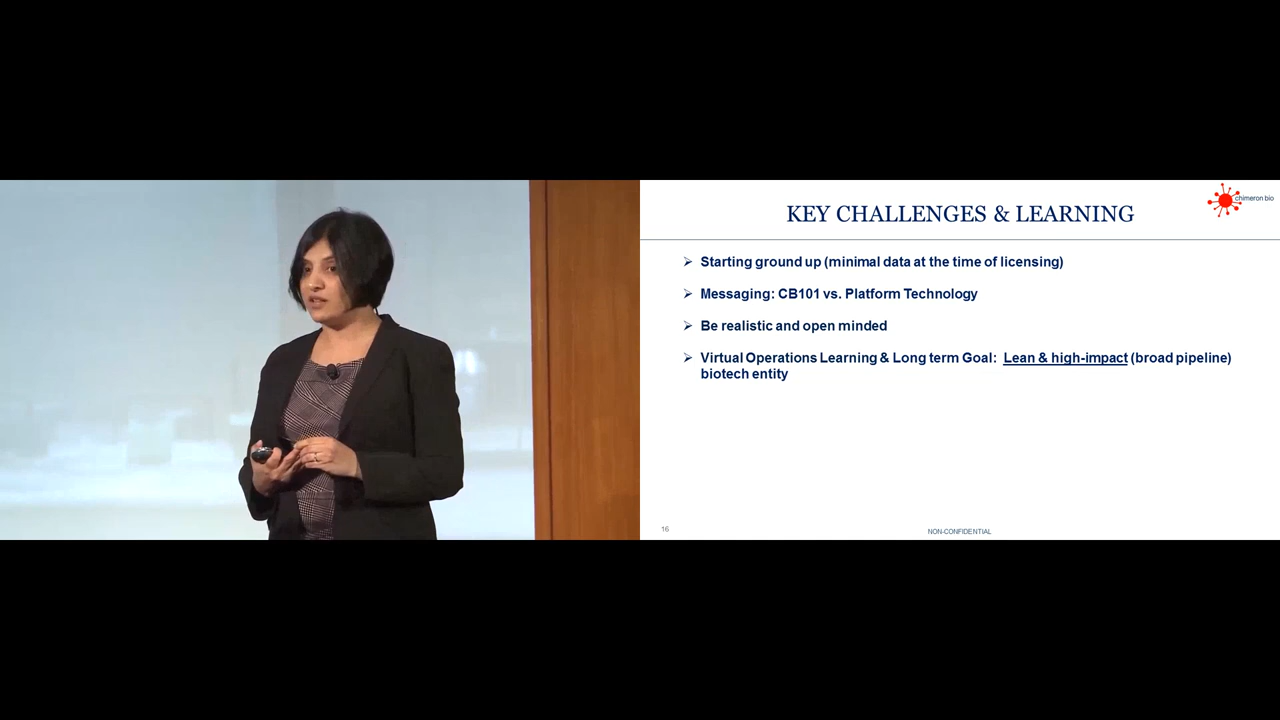 KEY CHALLENGES & LEARNING
chimeron bio
➢ Starting ground up (minimal data at the time of licensing)
➢ Messaging: CB101 vs. Platform Technology
➢ Be realistic and open minded
➢ Virtual Operations Learning & Long term Goal: Lean & high-impact (broad pipeline)
biotech entity
16
NON-CONFIDENTIAL